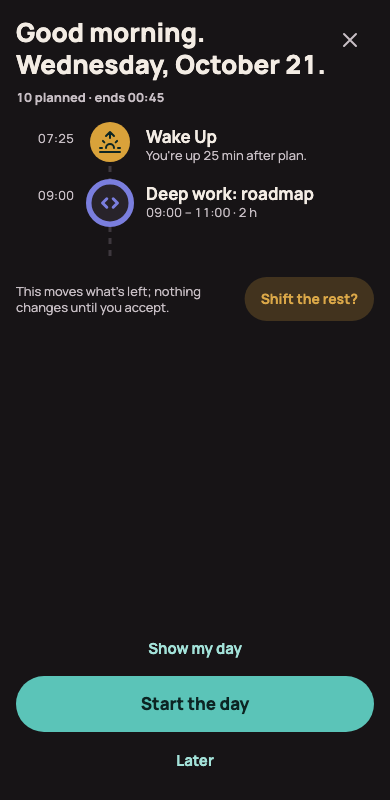 Good morning.
Wednesday, October 21.
10 planned · ends 00:45
07:25
Wake Up
You're up 25 min after plan.
09:00
Deep work: roadmap
09:00 – 11:00 · 2 h
This moves what's left; nothing
changes until you accept.
Shift the rest?
Show my day
Start the day
Later